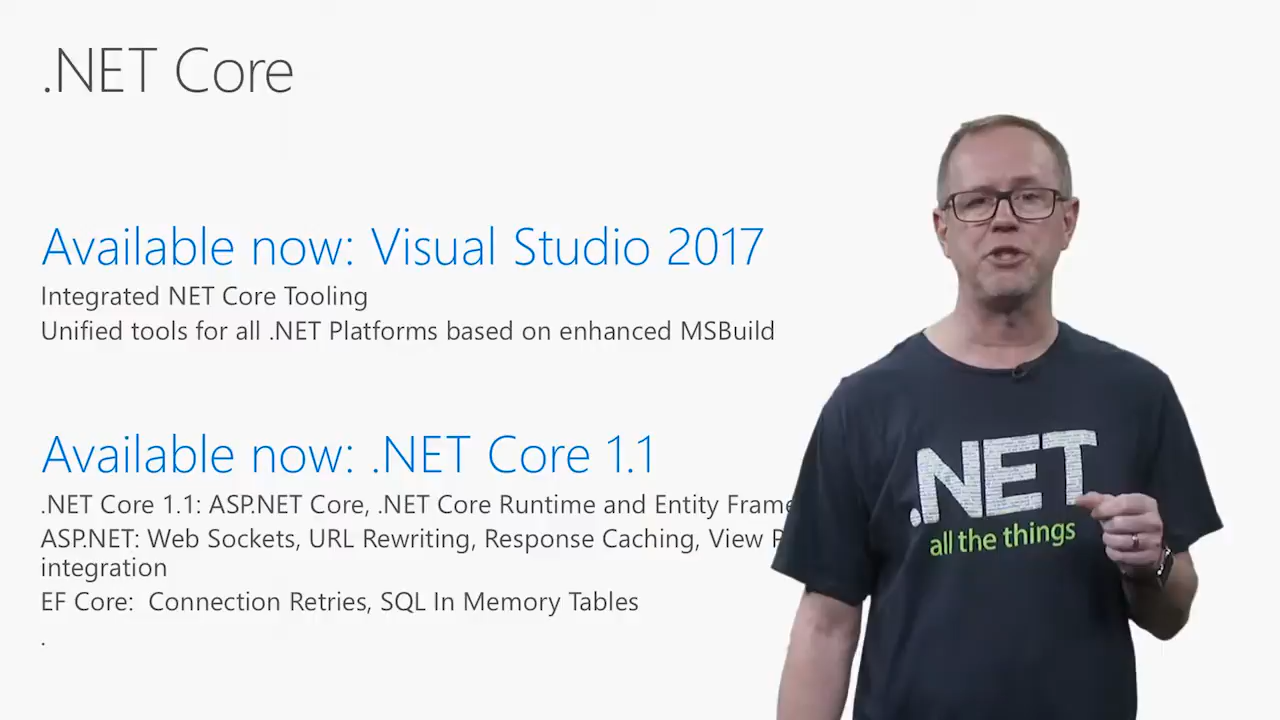 .NET Core
Available now: Visual Studio 2017
Integrated NET Core Tooling
Unified tools for all .NET Platforms based on enhanced MSBuild
Available now: .NET Core 1.1
.NET Core 1.1: ASP.NET Core, .NET Core Runtime and Entity
ASP.NET: Web Sockets, URL Rewriting, Response Caching, View
integration
EF Core: Connection Retries, SQL In Memory Tables
.
.NET
all the things